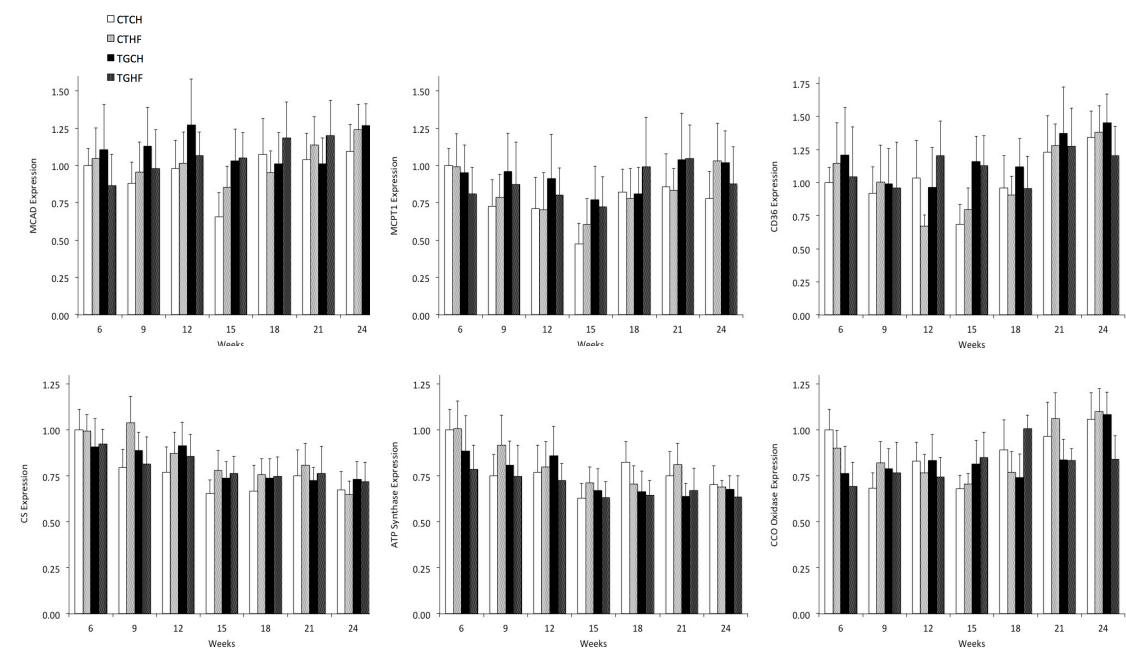 CTCH
CTHF
TGCH
TGHF
MCAD Expression
1.50
1.25
1.00
0.75
0.50
0.25
0.00
6 9 12 15 18 21 24
Weeks
MCPT1 Expression
1.50
1.25
1.00
0.75
0.50
0.25
0.00
6 9 12 15 18 21 24
Weeks
CD36 Expression
1.75
1.50
1.25
1.00
0.75
0.50
0.25
0.00
6 9 12 15 18 21 24
Weeks
CS Expression
1.25
1.00
0.75
0.50
0.25
0.00
6 9 12 15 18 21 24
Weeks
ATP Synthase Expression
1.25
1.00
0.75
0.50
0.25
0.00
6 9 12 15 18 21 24
Weeks
CCO Oxidase Expression
1.25
1.00
0.75
0.50
0.25
0.00
6 9 12 15 18 21 24
Weeks